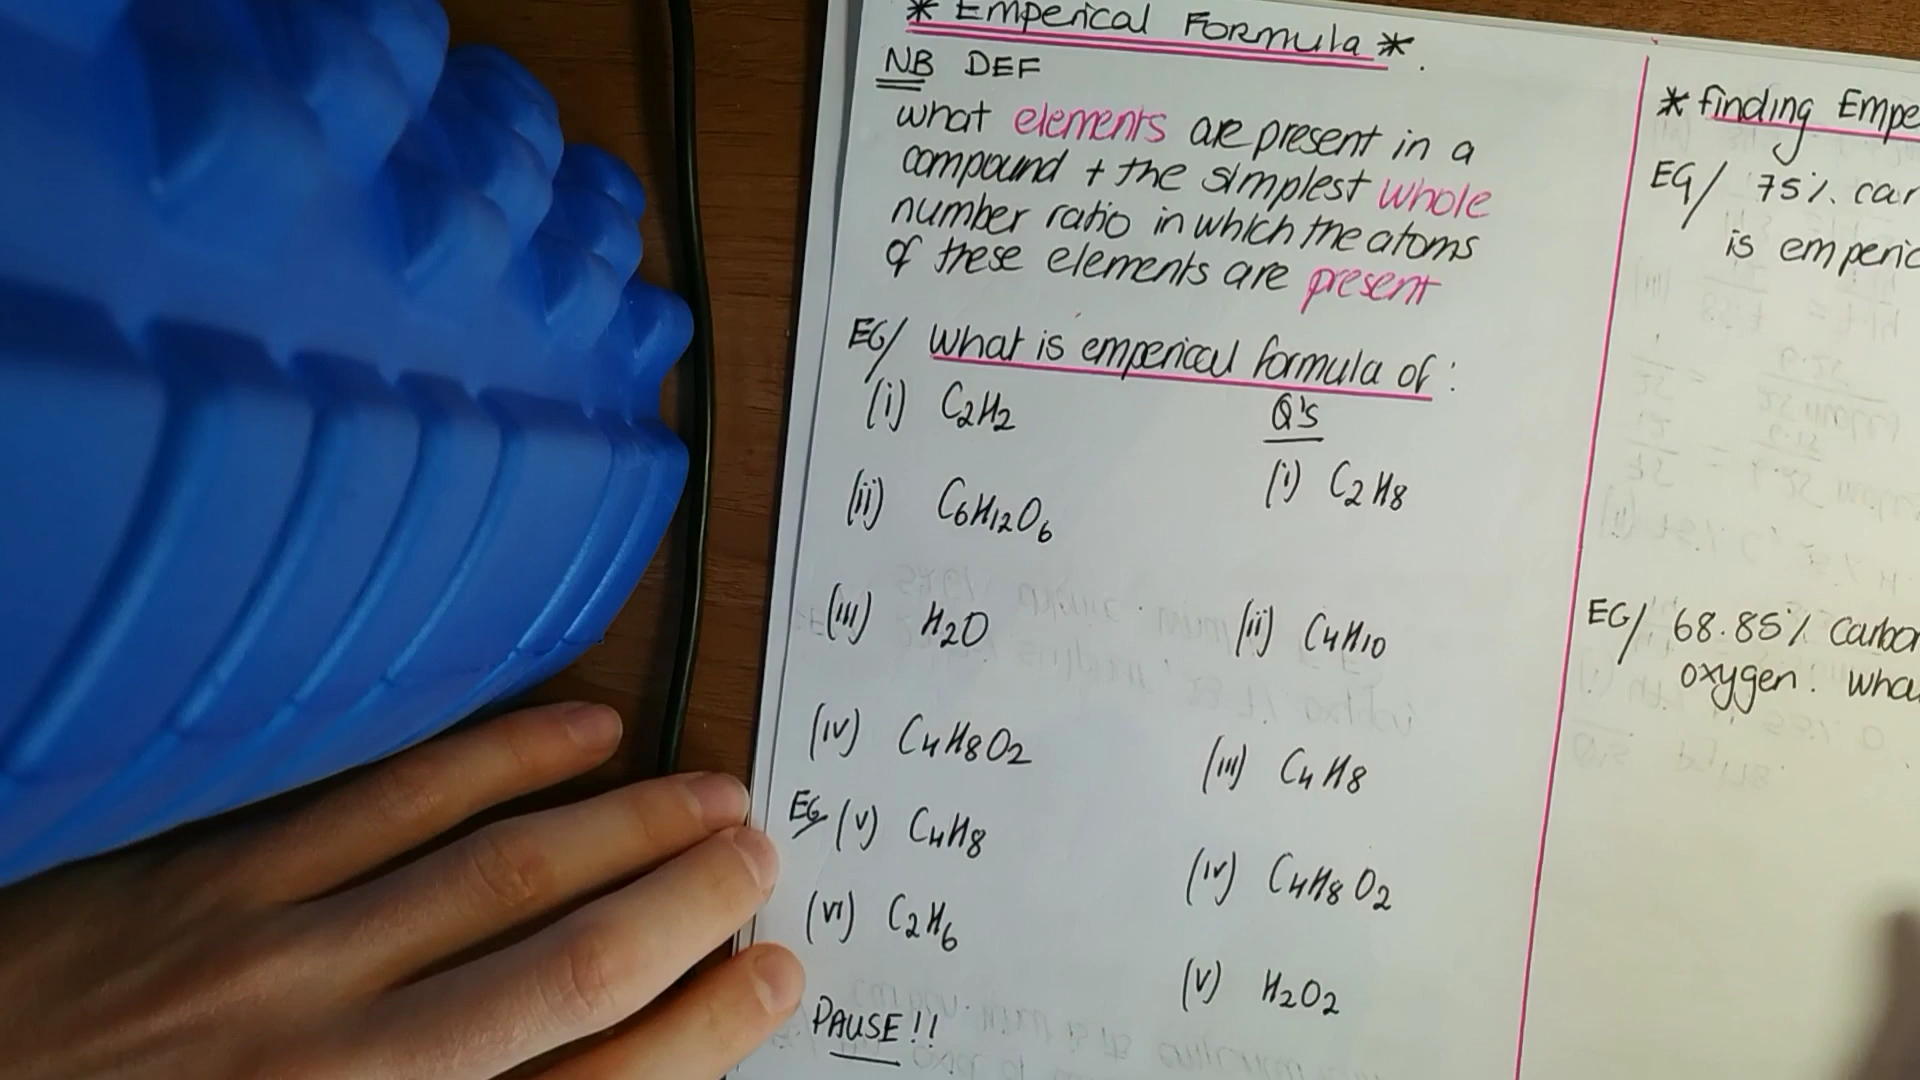 * Emperical Formula *.
NB DEF
what elements are present in a
compound + the simplest whole
number ratio in which the atoms
of these elements are present
EG/ What is emperical formula of :
(i) C₂H₂
(ii) C₆H₁₂O₆
(iii) H₂O
(iv) C₄H₈O₂
EG (v) C₄H₈
(vi) C₂H₆
PAUSE!!
Q's
(i) C₂H₈
(ii) C₄H₁₀
(iii) C₄H₈
(iv) C₄H₈O₂
(v) H₂O₂
* finding Empe
EG/ 75%. car
is emperic
EG/ 68.85% carbon
oxygen. wha